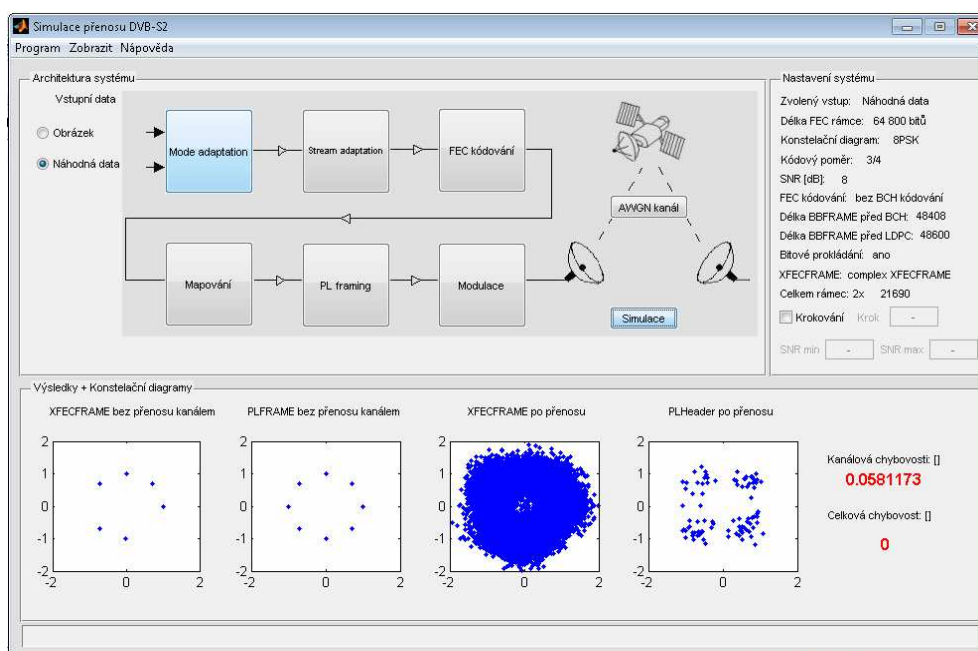 Simulace přenosu DVB-S2
Program Zobrazit Nápověda
Architektura systému
Vstupní data
Obrázek
Náhodná data
Mode adaptation
Stream adaptation
FEC kódování
AWGN kanál
Mapování
PL framing
Modulace
Simulace
Nastavení systému
Zvolený vstup: Náhodná data
Délka FEC rámce: 64 800 bitů
Konstelační diagram: 8PSK
Kódový poměr: 3/4
SNR [dB]: 8
FEC kódování: bez BCH kódování
Délka BBFRAME před BCH: 48408
Délka BBFRAME před LDPC: 48600
Bitové prokládání: ano
XFECFRAME: complex XFECFRAME
Celkem rámec: 2x 21690
Krokování Krok -
SNR min - SNR max -
Výsledky + Konstelační diagramy
XFECFRAME bez přenosu kanálem
2
1
0
-1
-2
-2 0 2
PLFRAME bez přenosu kanálem
2
1
0
-1
-2
-2 0 2
XFECFRAME po přenosu
2
1
0
-1
-2
-2 0 2
PLHeader po přenosu
2
1
0
-1
-2
-2 0 2
Kanálová chybovosti: []
0.0581173
Celková chybovost: []
0